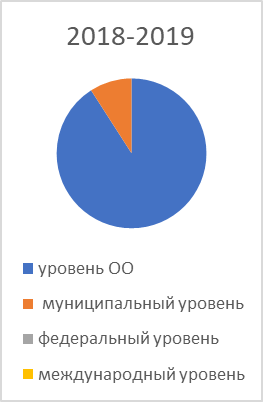 2018-2019
уровень ОО
муниципальный уровень
федеральный уровень
международный уровень